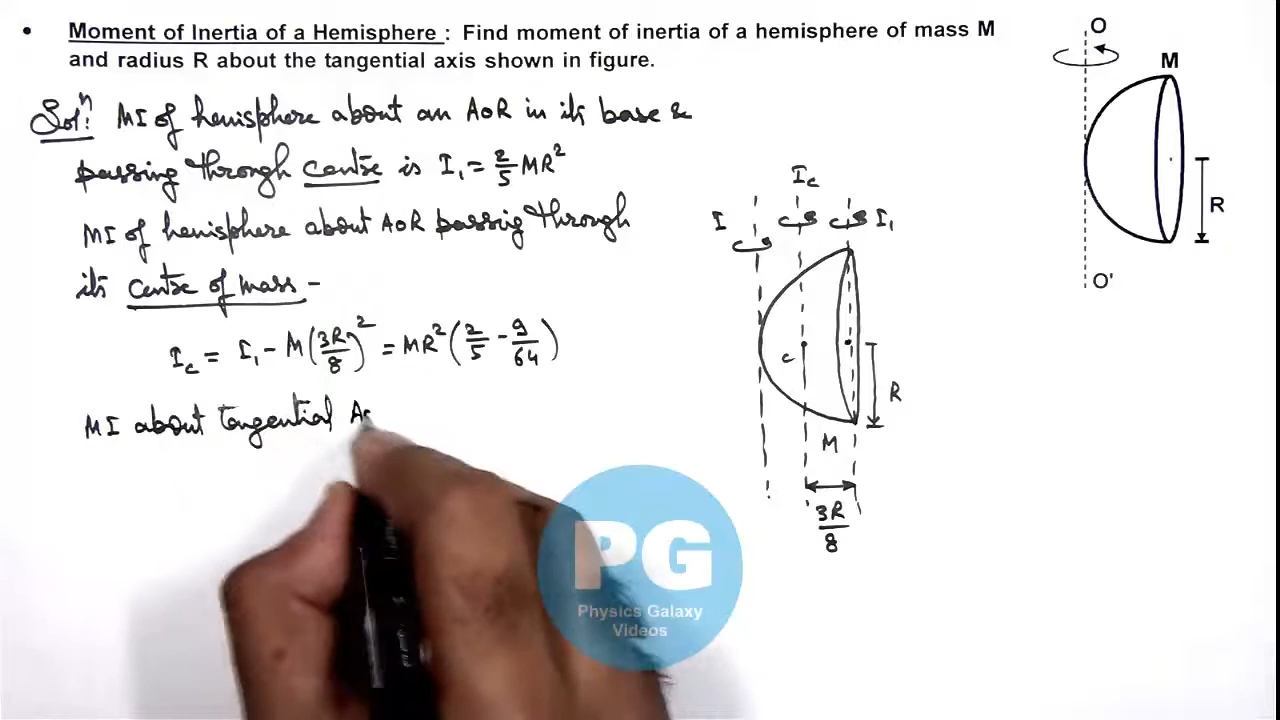 • Moment of Inertia of a Hemisphere : Find moment of inertia of a hemisphere of mass M
and radius R about the tangential axis shown in figure.
Solⁿ: MI of hemisphere about an AoR in its base &
passing through centre is I₁ = 2/5 MR²
MI of hemisphere about AoR passing through
its centre of mass -
I_c = I₁ - M(3R/8)² = MR²(2/5 - 9/64)
MI about tangential Ao
I
I_c
I₁
c
R
M
3R/8
O
M
R
O'
PG
Physics Galaxy
Videos